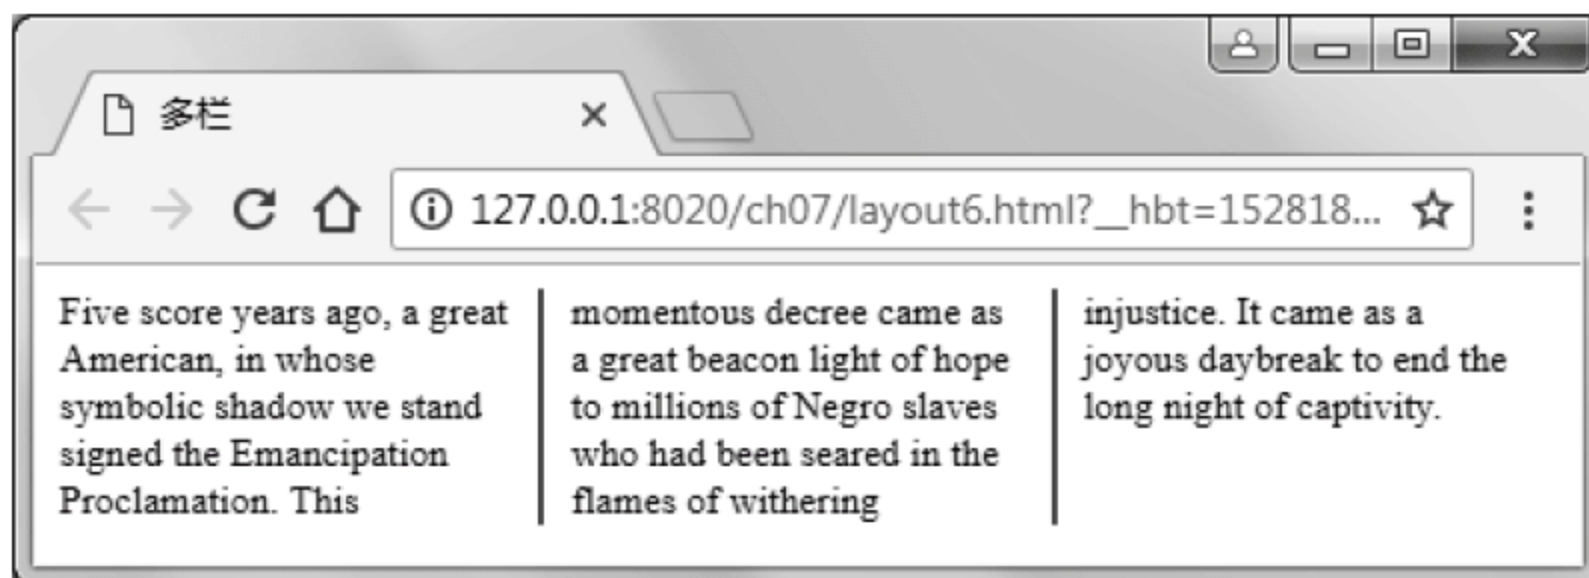 多栏
127.0.0.1:8020/ch07/layout6.html?__hbt=152818...
Five score years ago, a great
American, in whose
symbolic shadow we stand
signed the Emancipation
Proclamation. This
momentous decree came as
a great beacon light of hope
to millions of Negro slaves
who had been seared in the
flames of withering
injustice. It came as a
joyous daybreak to end the
long night of captivity.